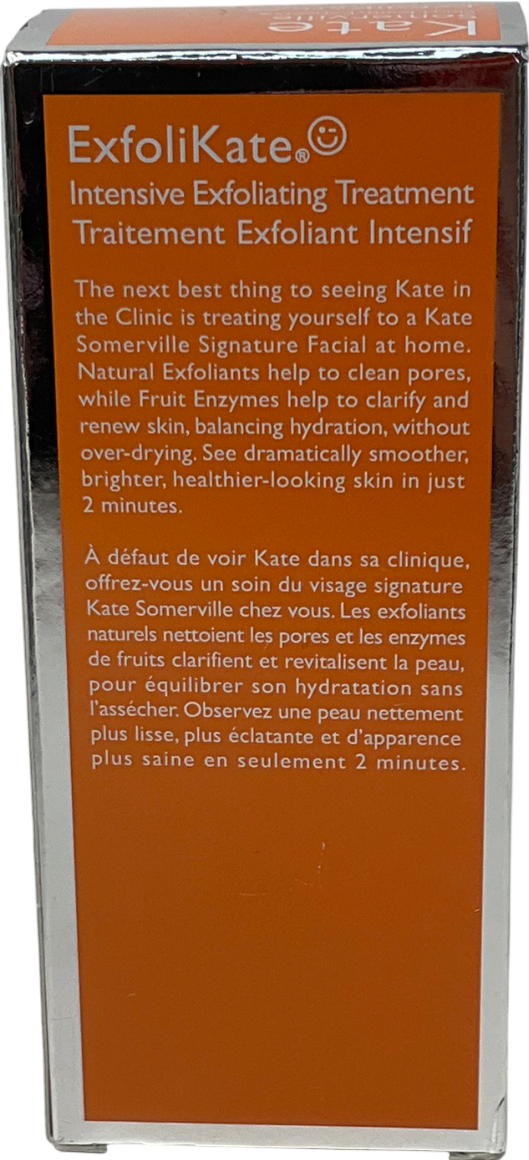 Kate
ExfoliKate®
Intensive Exfoliating Treatment
Traitement Exfoliant Intensif
The next best thing to seeing Kate in
the Clinic is treating yourself to a Kate
Somerville Signature Facial at home.
Natural Exfoliants help to clean pores,
while Fruit Enzymes help to clarify and
renew skin, balancing hydration, without
over-drying. See dramatically smoother,
brighter, healthier-looking skin in just
2 minutes.
À défaut de voir Kate dans sa clinique,
offrez-vous un soin du visage signature
Kate Somerville chez vous. Les exfoliants
naturels nettoient les pores et les enzymes
de fruits clarifient et revitalisent la peau,
pour équilibrer son hydratation sans
l'assécher. Observez une peau nettement
plus lisse, plus éclatante et d'apparence
plus saine en seulement 2 minutes.